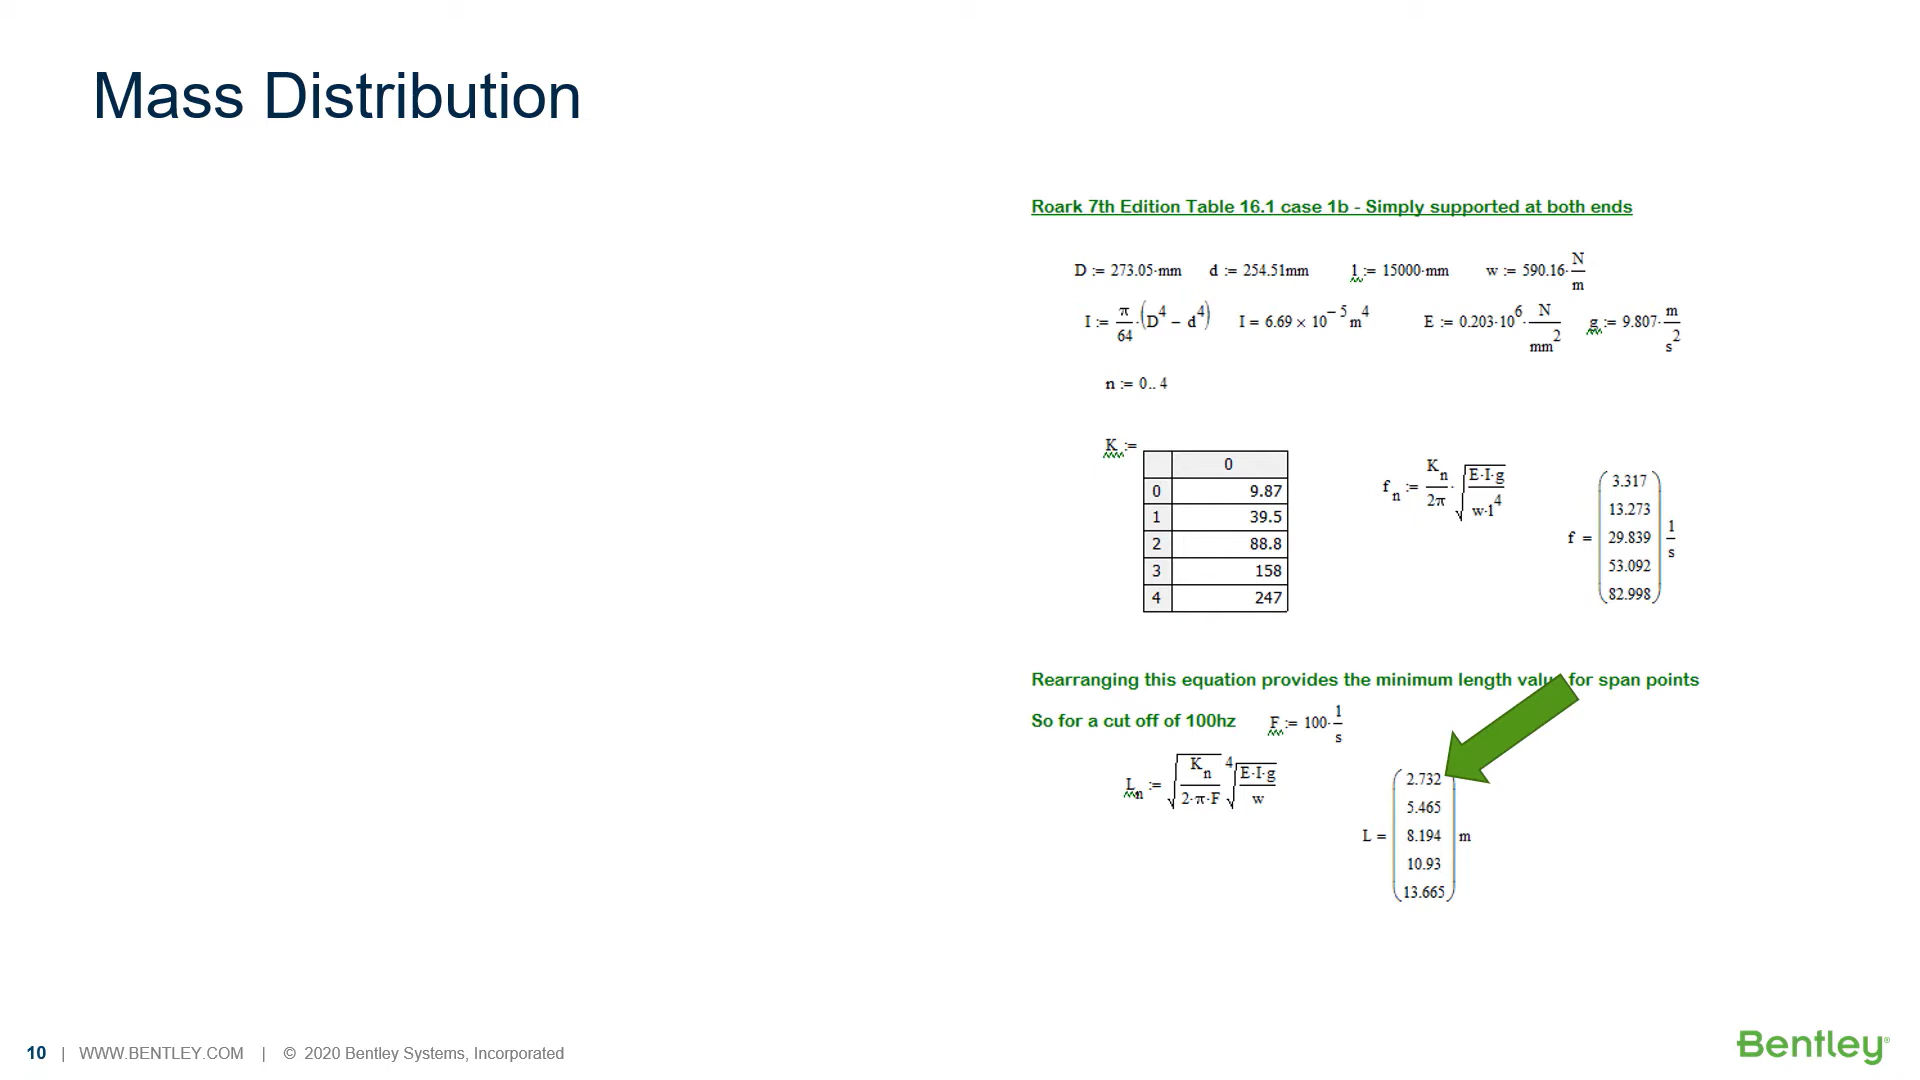 Mass Distribution
Roark 7th Edition Table 16.1 case 1b - Simply supported at both ends
D := 273.05·mm d := 254.51mm l := 15000·mm w := 590.16·N/m
I := π/64·(D^4 − d^4) I = 6.69 × 10^−5 m^4 E := 0.203·10^6·N/mm^2 g := 9.807·m/s^2
n := 0.. 4
K :=
0
0 9.87
1 39.5
2 88.8
3 158
4 247
f_n := K_n/2π·√(E·I·g/w·l^4)
f = (3.317 13.273 29.839 53.092 82.998) 1/s
Rearranging this equation provides the minimum length for span points
So for a cut off of 100hz F := 100·1/s
L_n := √(K_n/2·π·F) ∜(E·I·g/w)
L = (2.732 5.465 8.194 10.93 13.665) m
10 | WWW.BENTLEY.COM | © 2020 Bentley Systems, Incorporated
Bentley®